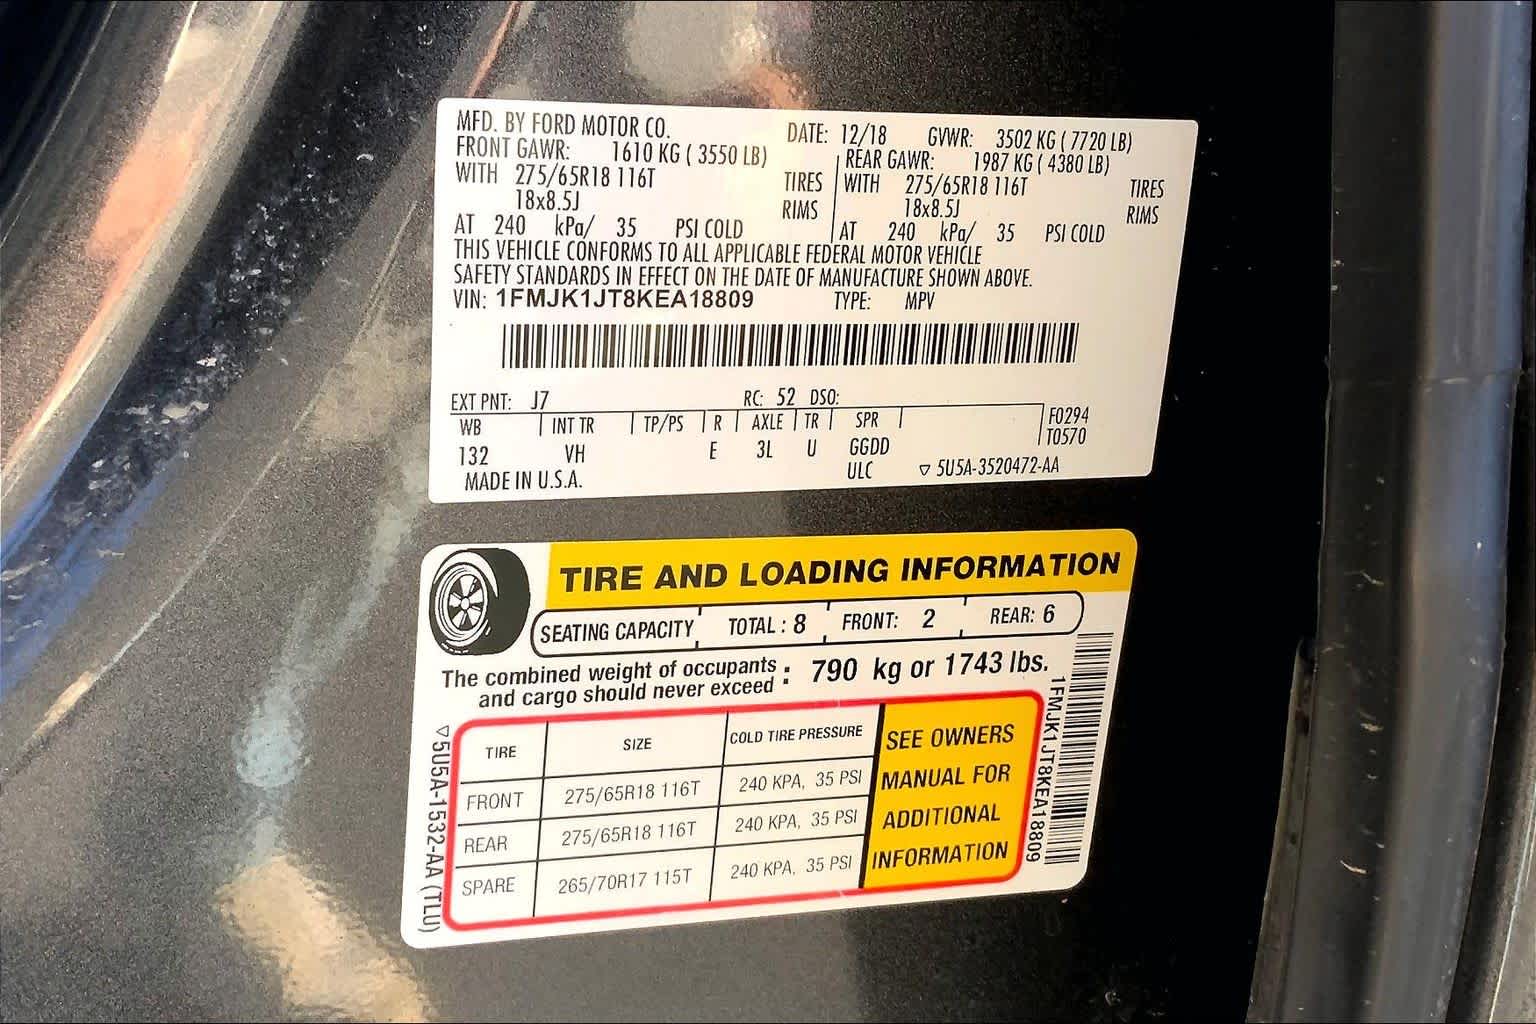 MFD. BY FORD MOTOR CO. DATE: 12/18 GVWR: 3502 KG ( 7720 LB)
FRONT GAWR: 1610 KG ( 3550 LB) REAR GAWR: 1987 KG ( 4380 LB)
WITH 275/65R18 116T TIRES WITH 275/65R18 116T TIRES
18x8.5J RIMS 18x8.5J RIMS
AT 240 kPa/ 35 PSI COLD AT 240 kPa/ 35 PSI COLD
THIS VEHICLE CONFORMS TO ALL APPLICABLE FEDERAL MOTOR VEHICLE
SAFETY STANDARDS IN EFFECT ON THE DATE OF MANUFACTURE SHOWN ABOVE.
VIN: 1FMJK1JT8KEA18809 TYPE: MPV
EXT PNT: J7 RC: 52 DSO:
WB INT TR TP/PS R AXLE TR SPR F0294
T0570
132 VH E 3L U GGDD
MADE IN U.S.A. ULC 5U5A-3520472-AA
TIRE AND LOADING INFORMATION
SEATING CAPACITY TOTAL : 8 FRONT: 2 REAR: 6
The combined weight of occupants
and cargo should never exceed : 790 kg or 1743 lbs.
TIRE SIZE COLD TIRE PRESSURE
FRONT 275/65R18 116T 240 KPA, 35 PSI
REAR 275/65R18 116T 240 KPA, 35 PSI
SPARE 265/70R17 115T 240 KPA, 35 PSI
SEE OWNERS
MANUAL FOR
ADDITIONAL
INFORMATION
5U5A-1532-AA (TLU)
1FMJK1JT8KEA18809